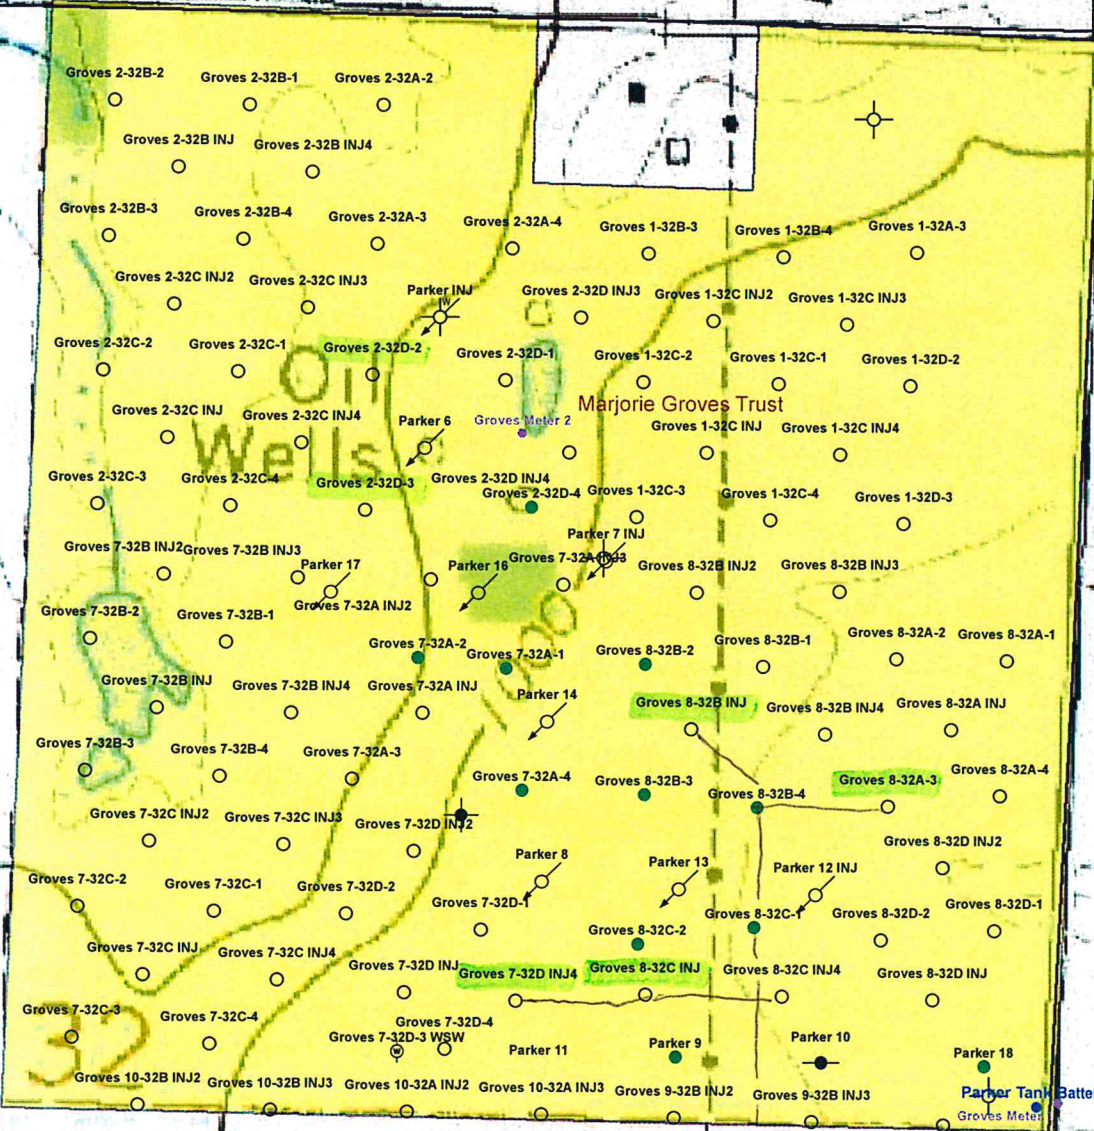 Groves 2-32B-2
Groves 2-32B-1
Groves 2-32A-2
Groves 2-32B INJ
Groves 2-32B INJ4
Groves 2-32B-3
Groves 2-32B-4
Groves 2-32A-3
Groves 2-32A-4
Groves 1-32B-3
Groves 1-32B-4
Groves 1-32A-3
Groves 2-32C INJ2
Groves 2-32C INJ3
Parker INJ
W
Groves 2-32D INJ3
Groves 1-32C INJ2
Groves 1-32C INJ3
Groves 2-32C-2
Groves 2-32C-1
Groves 2-32D-2
Groves 2-32D-1
Groves 1-32C-2
Groves 1-32C-1
Groves 1-32D-2
Oil
Wells
Marjorie Groves Trust
Groves 2-32C INJ
Groves 2-32C INJ4
Parker 6
Groves Meter 2
Groves 1-32C INJ
Groves 1-32C INJ4
Groves 2-32C-3
Groves 2-32C-4
Groves 2-32D-3
Groves 2-32D INJ4
Groves 2-32D-4
Groves 1-32C-3
Groves 1-32C-4
Groves 1-32D-3
Groves 7-32B INJ2
Groves 7-32B INJ3
Parker 17
Groves 7-32A INJ2
Parker 16
Groves 7-32A INJ3
Parker 7 INJ
Groves 8-32B INJ2
Groves 8-32B INJ3
1000
Groves 7-32B-2
Groves 7-32B-1
Groves 7-32A-2
Groves 7-32A-1
Groves 8-32B-2
Groves 8-32B-1
Groves 8-32A-2
Groves 8-32A-1
Groves 7-32B INJ
Groves 7-32B INJ4
Groves 7-32A INJ
Parker 14
Groves 8-32B INJ
Groves 8-32B INJ4
Groves 8-32A INJ
Groves 7-32B-3
Groves 7-32B-4
Groves 7-32A-3
Groves 7-32A-4
Groves 8-32B-3
Groves 8-32B-4
Groves 8-32A-3
Groves 8-32A-4
Groves 7-32C INJ2
Groves 7-32C INJ3
Groves 7-32D INJ2
Parker 8
Parker 13
Parker 12 INJ
Groves 8-32D INJ2
Groves 7-32C-2
Groves 7-32C-1
Groves 7-32D-2
Groves 7-32D-1
Groves 8-32C-2
Groves 8-32C-1
Groves 8-32D-2
Groves 8-32D-1
Groves 7-32C INJ
Groves 7-32C INJ4
Groves 7-32D INJ
Groves 7-32D INJ4
Groves 8-32C INJ
Groves 8-32C INJ4
Groves 8-32D INJ
Groves 7-32C-3
32
Groves 7-32C-4
Groves 7-32D-4
Groves 7-32D-3 WSW
W
Parker 11
Parker 9
Parker 10
Parker 18
Groves 10-32B INJ2
Groves 10-32B INJ3
Groves 10-32A INJ2
Groves 10-32A INJ3
Groves 9-32B INJ2
Groves 9-32B INJ3
Parker Tank Batte
Groves Meter